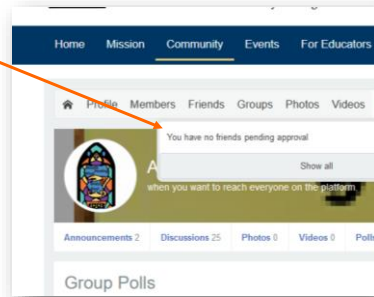 Home Mission Community Events For Educators
Profile Members Friends Groups Photos Videos
You have no friends pending approval
Show all
when you want to reach everyone on the platform
Announcements 2 Discussions 25 Photos 0 Videos 0 Polls
Group Polls